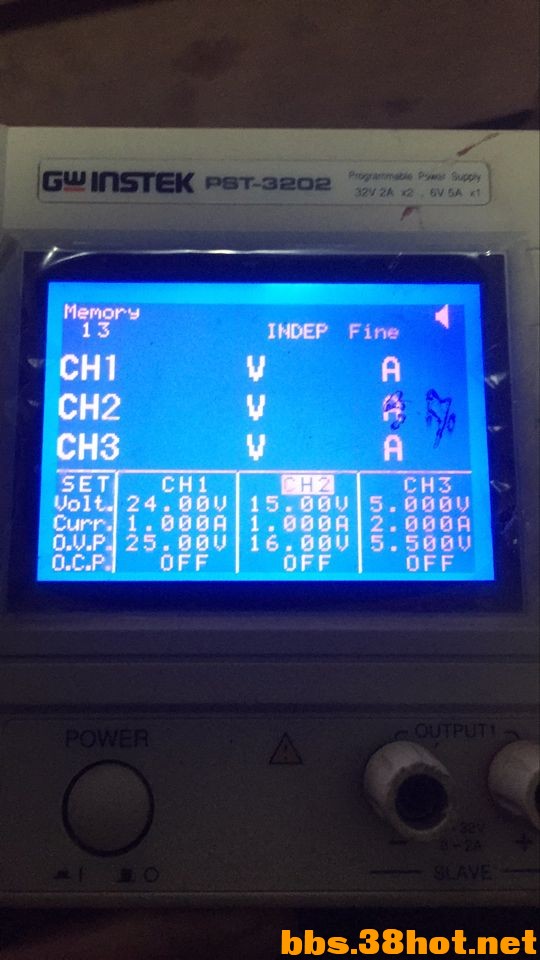 GW INSTEK PST-3202 Programmable Power Supply
32V 2A x2 , 6V 5A x1
Memory
13 INDEP Fine
CH1 V A
CH2 V A
CH3 V A
SET CH1 CH2 CH3
Volt. 24.00V 15.00V 5.000V
Curr. 1.000A 1.000A 2.000A
O.V.P. 25.00V 16.00V 5.500V
O.C.P. OFF OFF OFF
POWER
OUTPUT 1
- +
SLAVE
I O
bbs.38hot.net